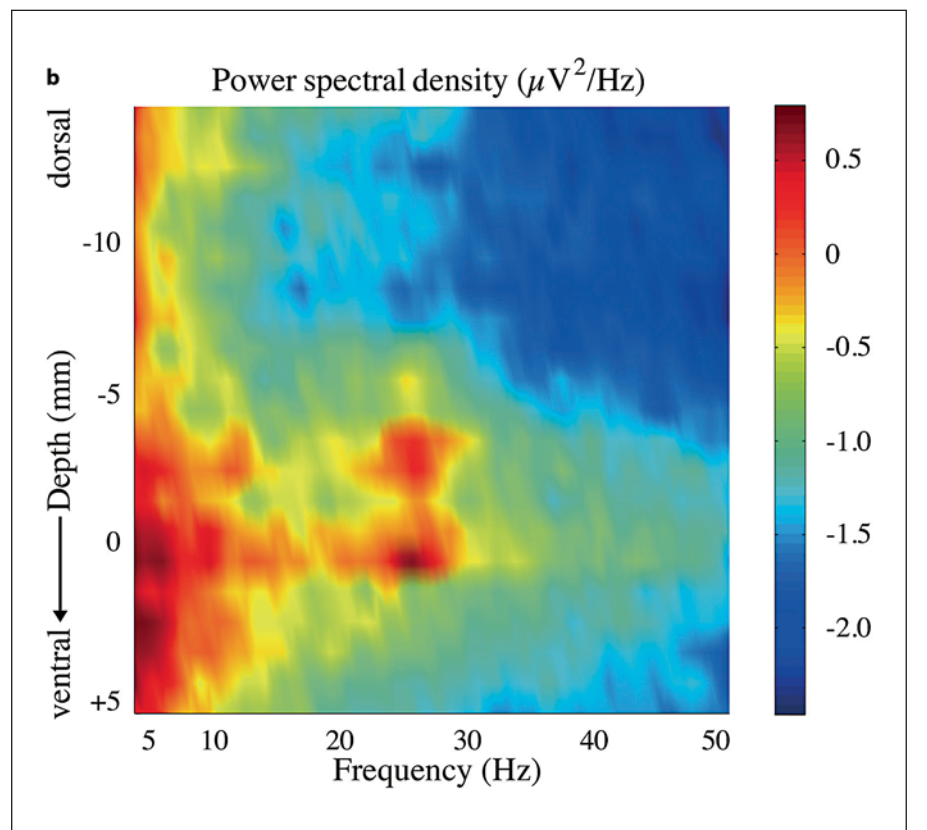 b
Power spectral density (μV²/Hz)
dorsal
-10
-5
Depth (mm)
0
ventral
+5
5 10 20 30 40 50
Frequency (Hz)
0.5
0
-0.5
-1.0
-1.5
-2.0